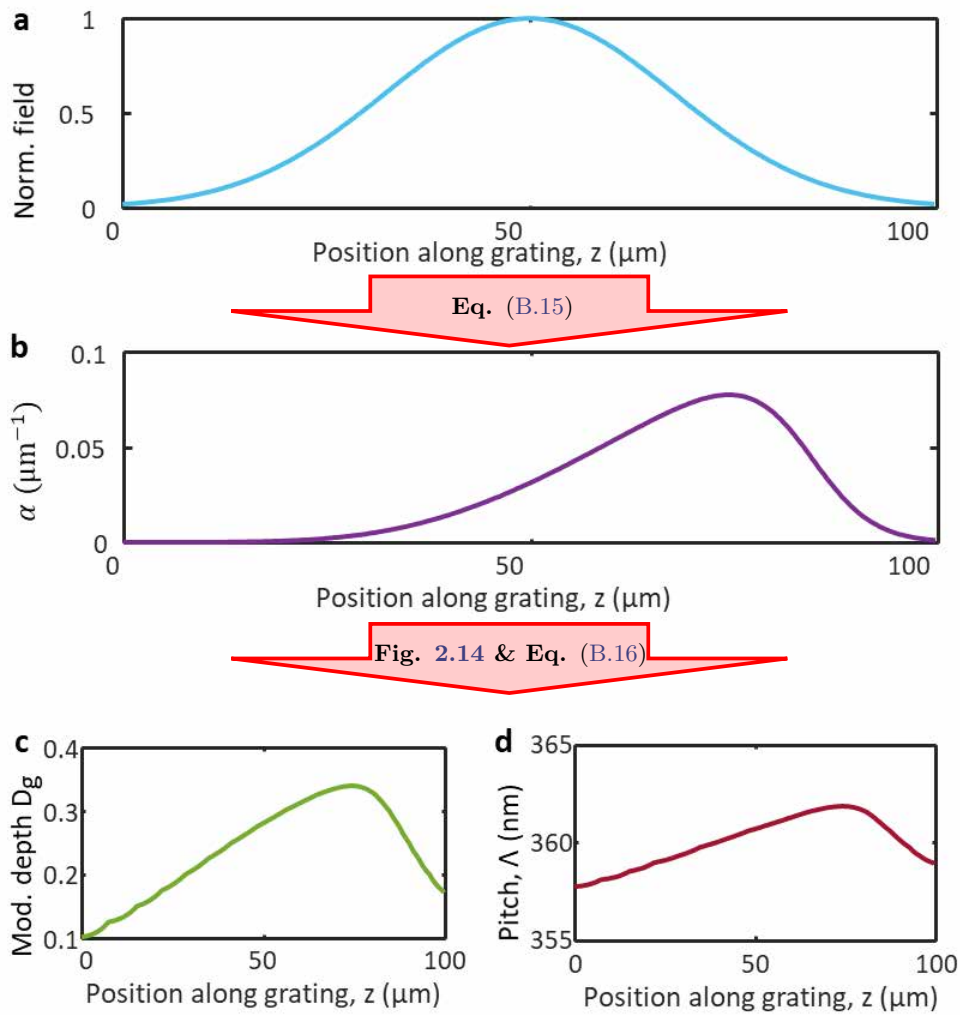 a
Norm. field
1
0.5
0
0
50
100
Position along grating, z (µm)
Eq. (B.15)
b
α (µm⁻¹)
0.1
0.05
0
0
50
100
Position along grating, z (µm)
Fig. 2.14 & Eq. (B.16)
c
Mod. depth Dg
0.4
0.3
0.2
0.1
0
50
100
Position along grating, z (µm)
d
Pitch, Λ (nm)
365
360
355
0
50
100
Position along grating, z (µm)